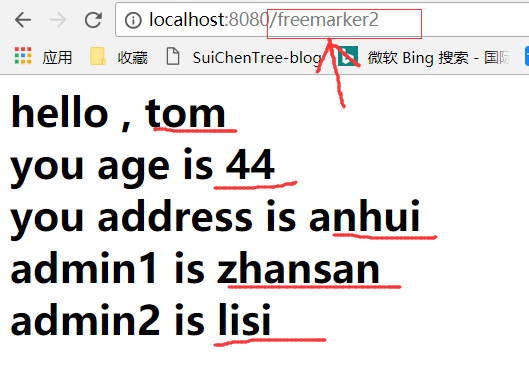 localhost:8080/freemarker2
应用 收藏 SuiChenTree-blog 微软 Bing 搜索 - 国际
hello , tom
you age is 44
you address is anhui
admin1 is zhansan
admin2 is lisi